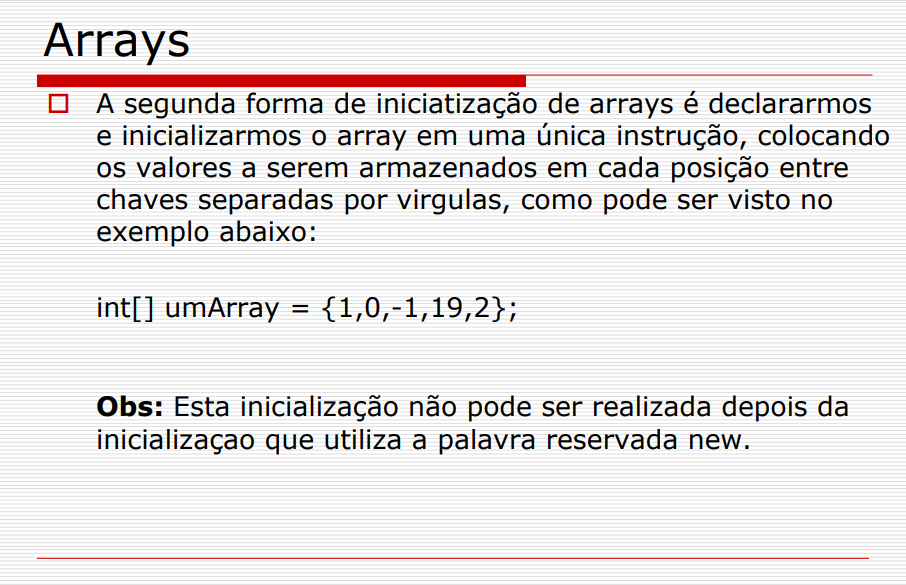 Arrays
A segunda forma de iniciatização de arrays é declararmos
e inicializarmos o array em uma única instrução, colocando
os valores a serem armazenados em cada posição entre
chaves separadas por virgulas, como pode ser visto no
exemplo abaixo:
int[] umArray = {1,0,-1,19,2};
Obs: Esta inicialização não pode ser realizada depois da
inicializaçao que utiliza a palavra reservada new.